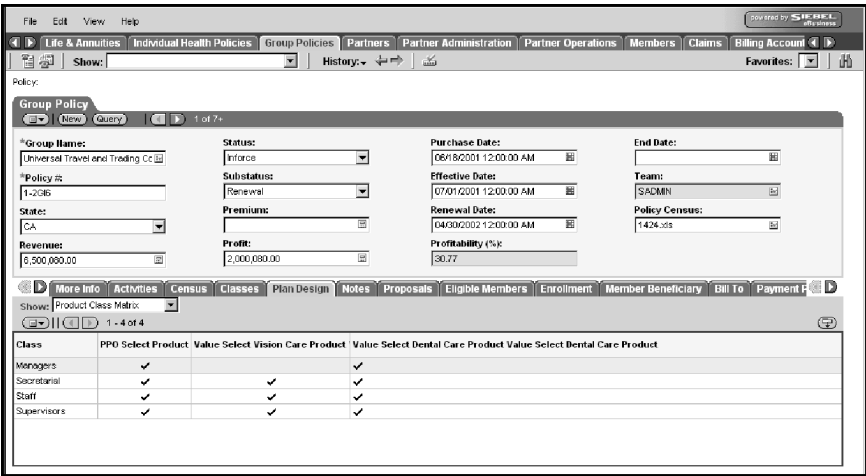 File Edit View Help powered by SIEBEL eBusiness
Life & Annuities Individual Health Policies Group Policies Partners Partner Administration Partner Operations Members Claims Billing Account
Show: History: Favorites:
Policy:
Group Policy
New Query 1 of 7+
*Group Name: Status: Purchase Date: End Date:
Universal Travel and Trading Co Inforce 06/18/2001 12:00:00 AM
*Policy #: Substatus: Effective Date: Team:
1-2GI6 Renewal 07/01/2001 12:00:00 AM SADMIN
State: Premium: Renewal Date: Policy Census:
CA 04/30/2002 12:00:00 AM 1424.xls
Revenue: Profit: Profitability (%):
6,500,000.00 2,000,000.00 30.77
More Info Activities Census Classes Plan Design Notes Proposals Eligible Members Enrollment Member Beneficiary Bill To Payment P
Show: Product Class Matrix
1 - 4 of 4
Class PPO Select Product Value Select Vision Care Product Value Select Dental Care Product Value Select Dental Care Product
Managers
Secretarial
Staff
Supervisors